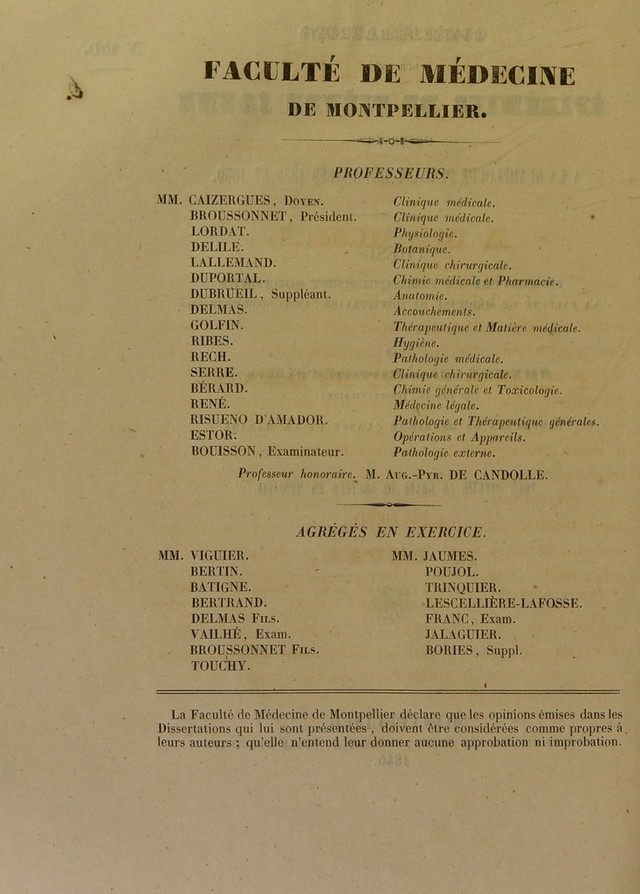 FACULTÉ DE MÉDECINE
DE MONTPELLIER.
PROFESSEURS.
MM. CAIZERGUES, DOYEN. Clinique médicale.
BROUSSONNET, Président. Clinique médicale.
LORDAT. Physiologie.
DELILE. Botanique.
LALLEMAND. Clinique chirurgicale.
DUPORTAL. Chimie médicale et Pharmacie.
DUBRUEIL, Suppléant. Anatomie.
DELMAS. Accouchements.
GOLFIN. Thérapeutique et Matière médicale.
RIBES. Hygiène.
RECH. Pathologie médicale.
SERRE. Clinique chirurgicale.
BÉRARD. Chimie générale et Toxicologie.
RENÉ. Médecine légale.
RISUENO D'AMADOR. Pathologie et Thérapeutique générales.
ESTOR. Opérations et Appareils.
BOUISSON, Examinateur. Pathologie externe.
Professeur honoraire. M. AUG.-PYR. DE CANDOLLE.
AGRÉGÉS EN EXERCICE.
MM. VIGUIER. MM. JAUMES.
BERTIN. POUJOL.
BATIGNE. TRINQUIER.
BERTRAND. LESCELLIÈRE-LAFOSSE.
DELMAS FILS. FRANC, Exam.
VAILHÉ, Exam. JALAGUIER.
BROUSSONNET FILS. BORIES, Suppl.
TOUCHY.
La Faculté de Médecine de Montpellier déclare que les opinions émises dans les
Dissertations qui lui sont présentées, doivent être considérées comme propres à
leurs auteurs ; qu'elle n'entend leur donner aucune approbation ni improbation.